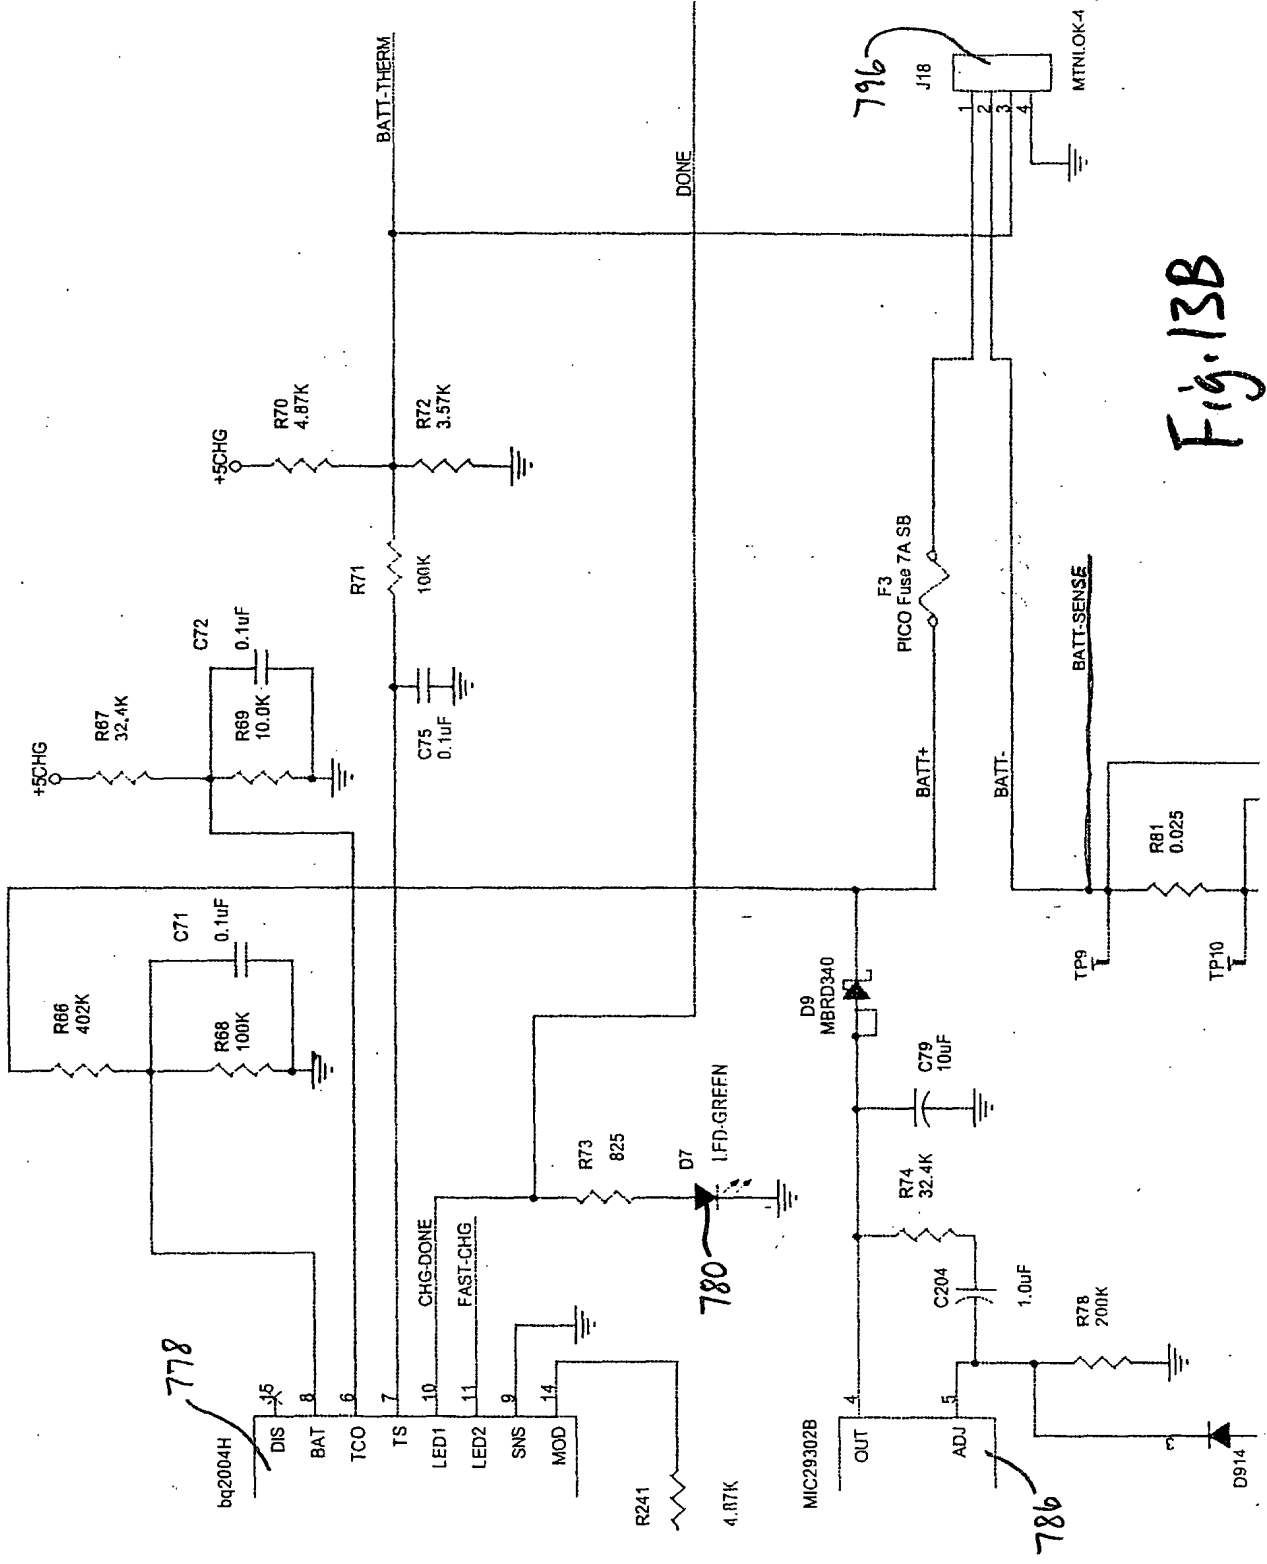 bq2004H
778
15
DIS
8
BAT
6
TCO
7
TS
10
LED1
11
LED2
9
SNS
14
MOD
CHG-DONE
FAST-CHG
R241
4.87K
R66
402K
R68
100K
C71
0.1uF
+5CHG
R67
32.4K
R69
10.0K
C72
0.1uF
C75
0.1uF
R71
100K
+5CHG
R70
4.87K
R72
3.57K
BATT-THERM
DONE
R73
825
D7
LED-GREEN
780
MIC29302B
4
OUT
5
ADJ
786
R74
32.4K
C204
1.0uF
R78
200K
D914
C79
10uF
D9
MBRD340
BATT+
BATT-
F3
PICO Fuse 7A SB
BATT-SENSE
TP9
TP10
R81
0.025
796
J18
1
2
3
4
MTNLOK-4
Fig. 13B